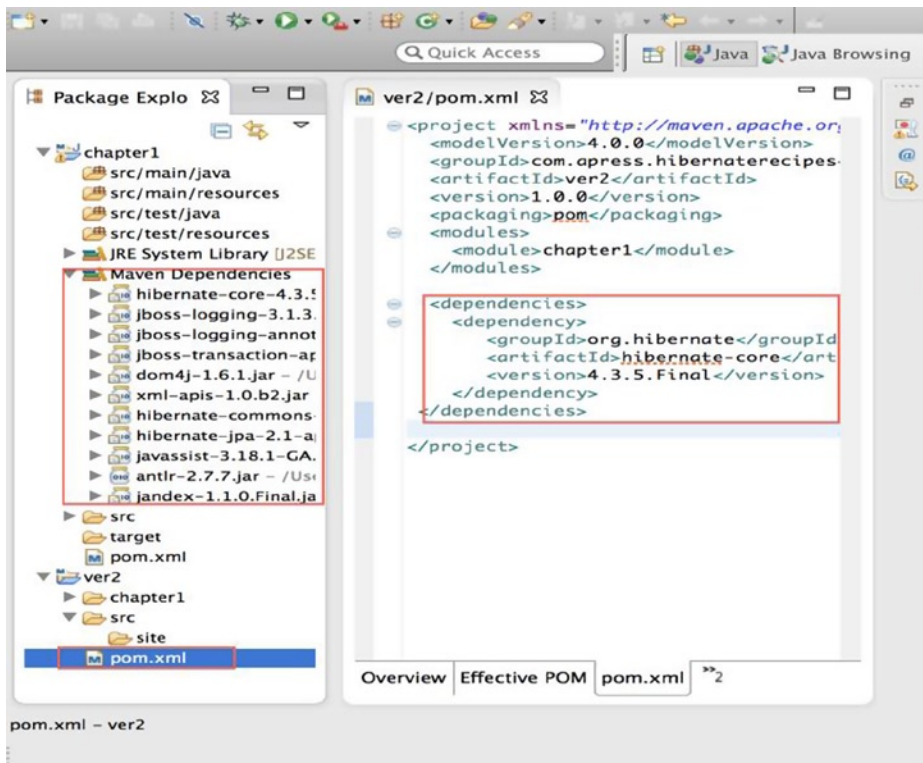 Quick Access
Java
Java Browsing
Package Explo
chapter1
src/main/java
src/main/resources
src/test/java
src/test/resources
JRE System Library [J2SE
Maven Dependencies
hibernate-core-4.3.5
jboss-logging-3.1.3.
jboss-logging-annot
jboss-transaction-ap
dom4j-1.6.1.jar – /U
xml-apis-1.0.b2.jar
hibernate-commons-
hibernate-jpa-2.1-a
javassist-3.18.1-GA.
antlr-2.7.7.jar – /Use
jandex-1.1.0.Final.ja
src
target
pom.xml
ver2
chapter1
src
site
pom.xml
ver2/pom.xml
<project xmlns="http://maven.apache.org
<modelVersion>4.0.0</modelVersion>
<groupId>com.apress.hibernaterecipes
<artifactId>ver2</artifactId>
<version>1.0.0</version>
<packaging>pom</packaging>
<modules>
<module>chapter1</module>
</modules>
<dependencies>
<dependency>
<groupId>org.hibernate</groupId
<artifactId>hibernate-core</art
<version>4.3.5.Final</version>
</dependency>
</dependencies>
</project>
Overview
Effective POM
pom.xml
»2
pom.xml – ver2